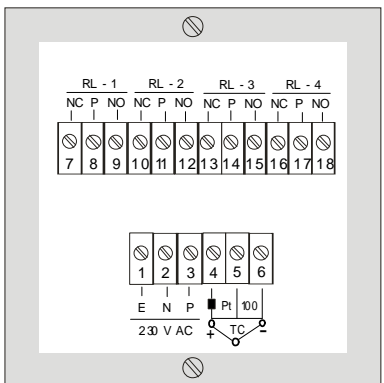 RL - 1 RL - 2 RL - 3 RL - 4
NC P NO NC P NO NC P NO NC P NO
7 8 9 10 11 12 13 14 15 16 17 18
1 2 3 4 5 6
E N P Pt 100
230 V AC + TC -